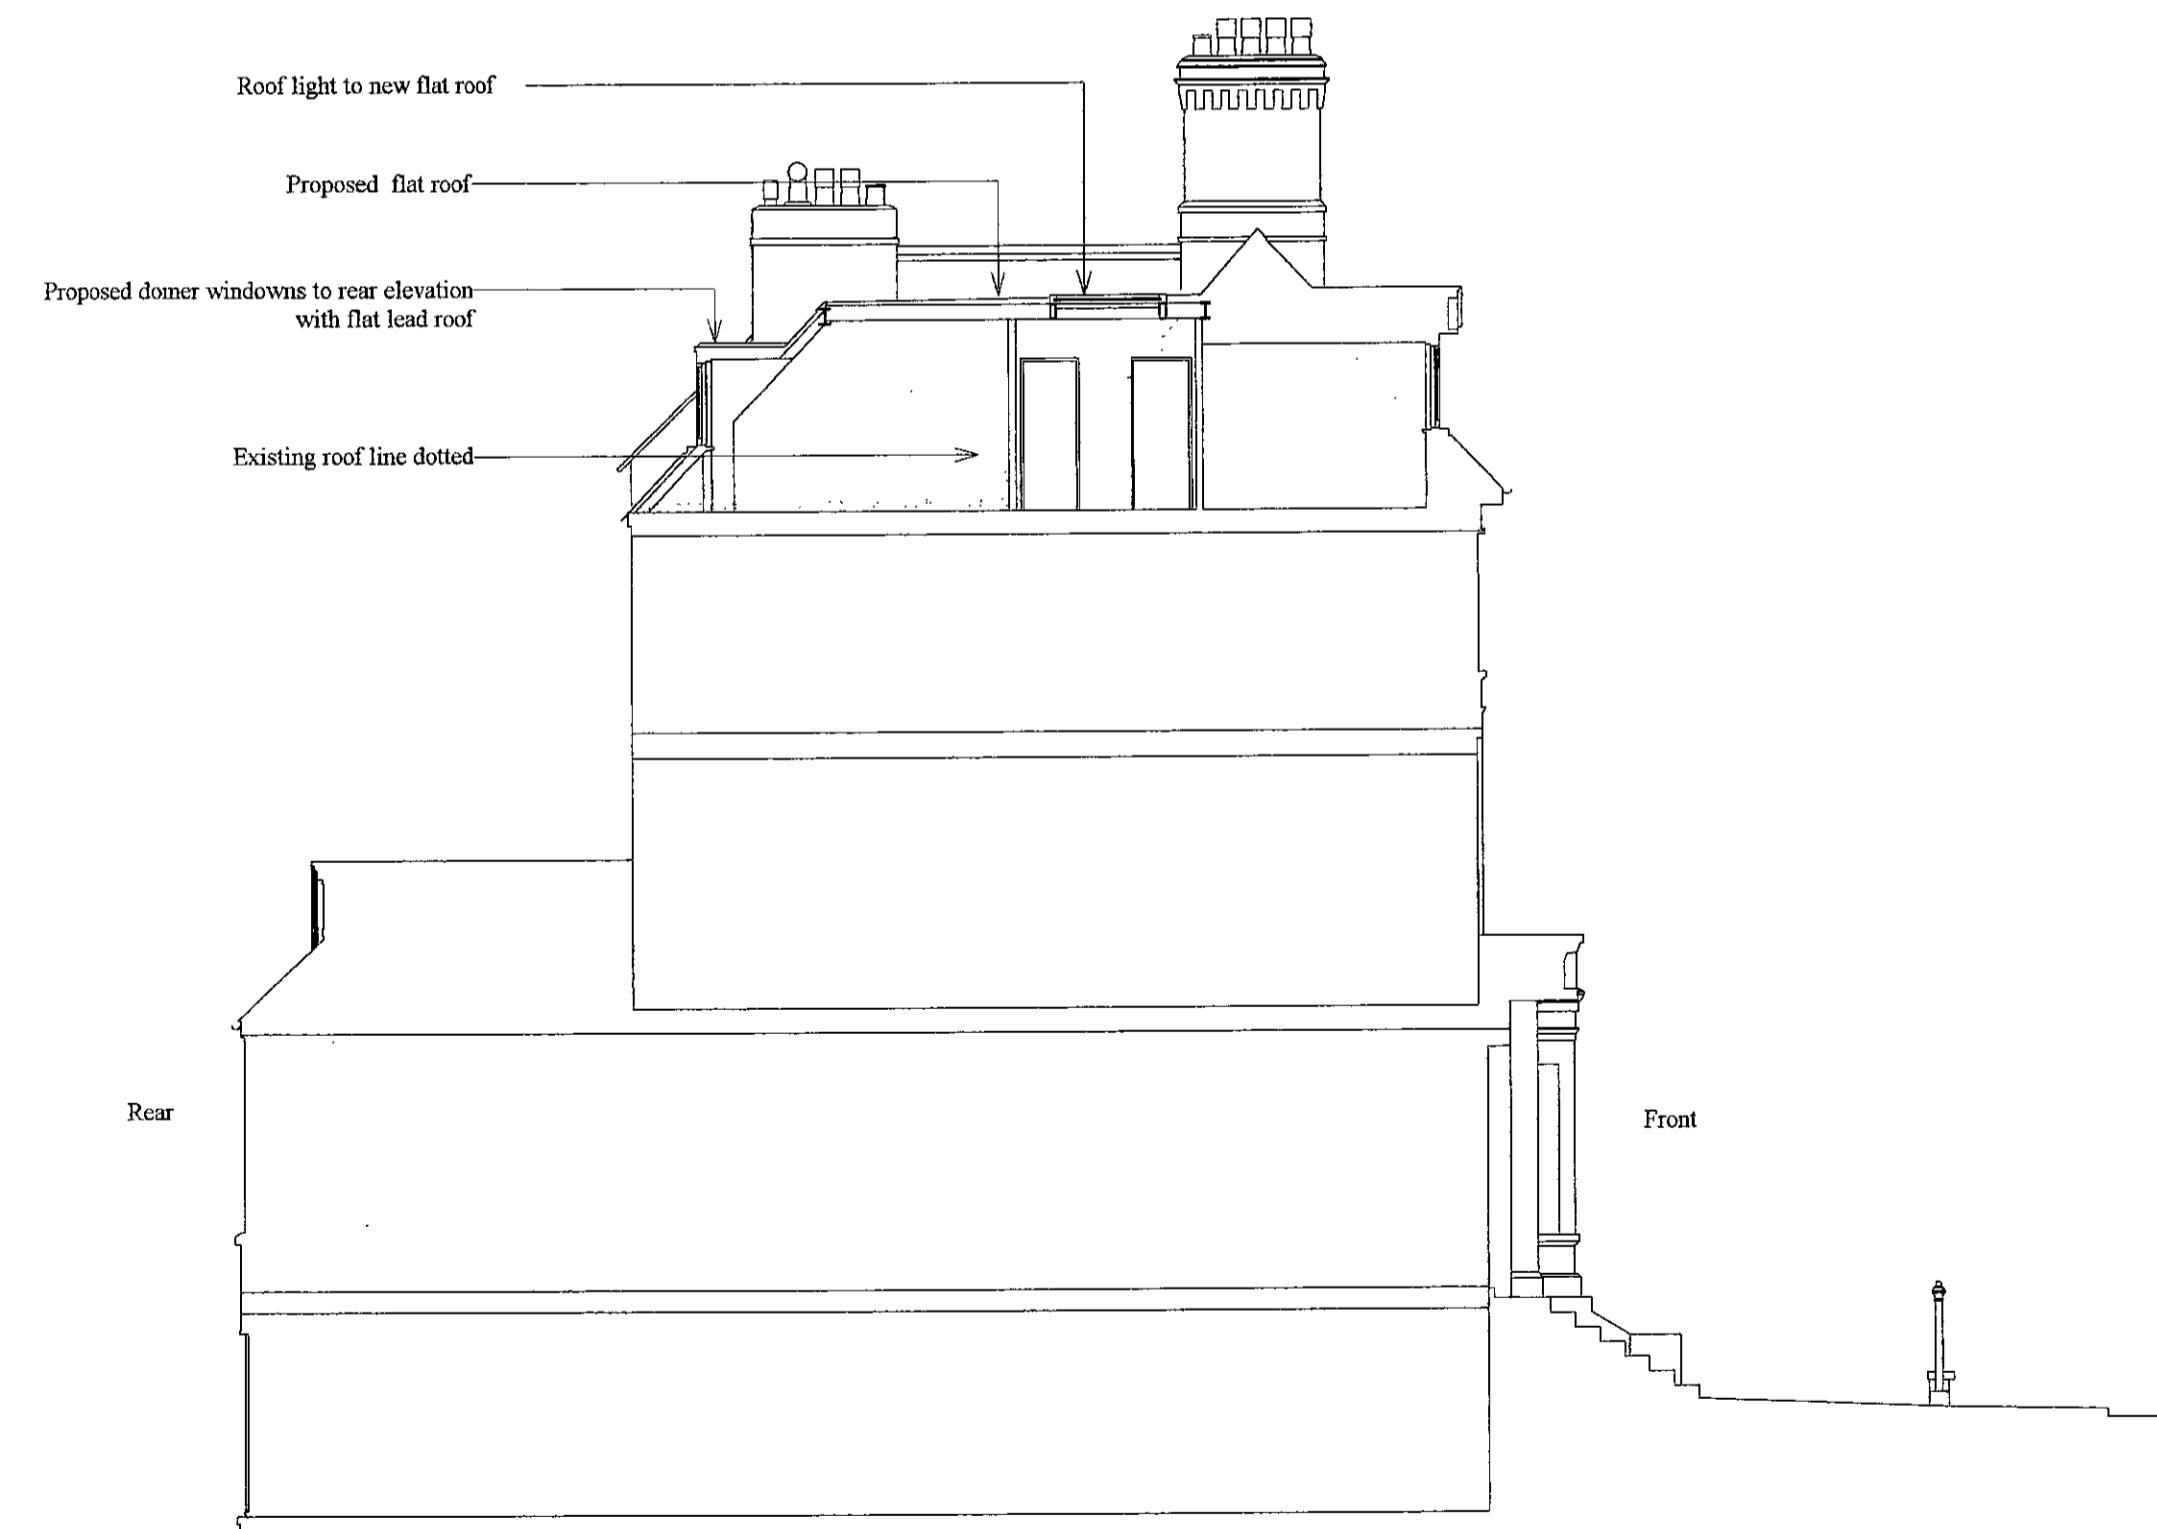 Roof light to new flat roof
Proposed flat roof
Proposed domer windowns to rear elevation
with flat lead roof
Existing roof line dotted
Rear
Front